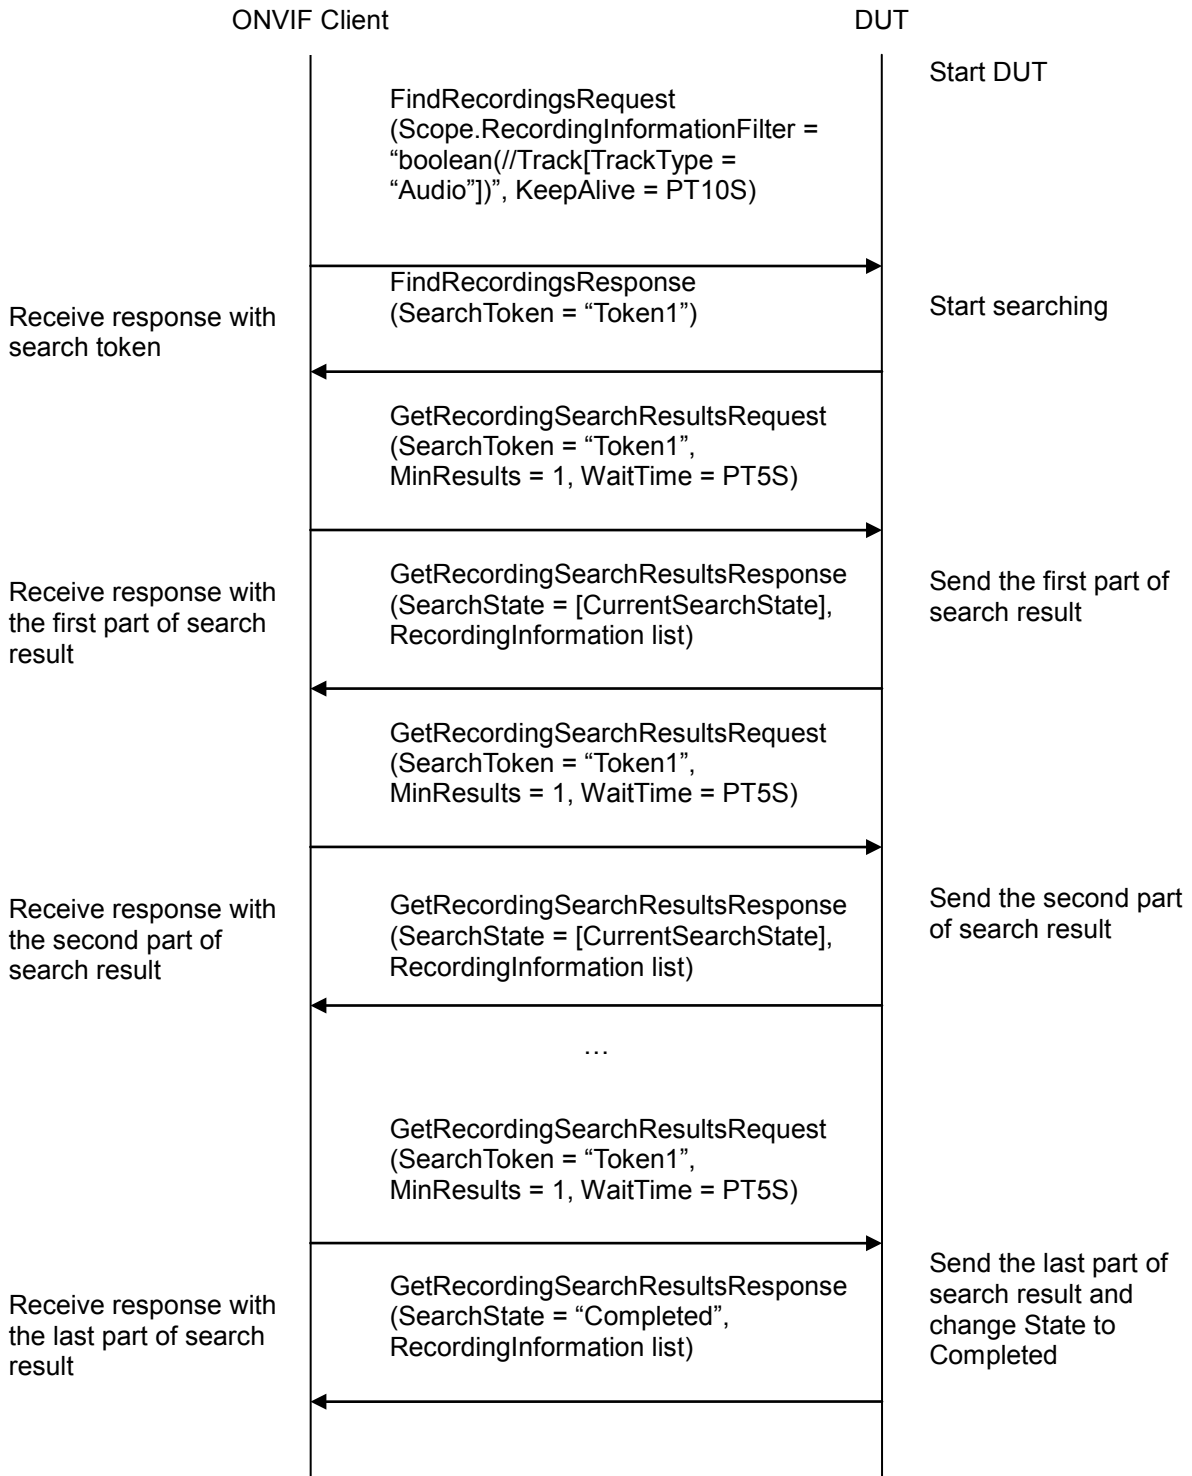 ONVIF Client
DUT
Start DUT
FindRecordingsRequest
(Scope.RecordingInformationFilter =
“boolean(//Track[TrackType =
“Audio”])”, KeepAlive = PT10S)
FindRecordingsResponse
(SearchToken = “Token1”)
Start searching
Receive response with
search token
GetRecordingSearchResultsRequest
(SearchToken = “Token1”,
MinResults = 1, WaitTime = PT5S)
GetRecordingSearchResultsResponse
(SearchState = [CurrentSearchState],
RecordingInformation list)
Send the first part of
search result
Receive response with
the first part of search
result
GetRecordingSearchResultsRequest
(SearchToken = “Token1”,
MinResults = 1, WaitTime = PT5S)
GetRecordingSearchResultsResponse
(SearchState = [CurrentSearchState],
RecordingInformation list)
Send the second part
of search result
Receive response with
the second part of
search result
…
GetRecordingSearchResultsRequest
(SearchToken = “Token1”,
MinResults = 1, WaitTime = PT5S)
GetRecordingSearchResultsResponse
(SearchState = “Completed”,
RecordingInformation list)
Send the last part of
search result and
change State to
Completed
Receive response with
the last part of search
result